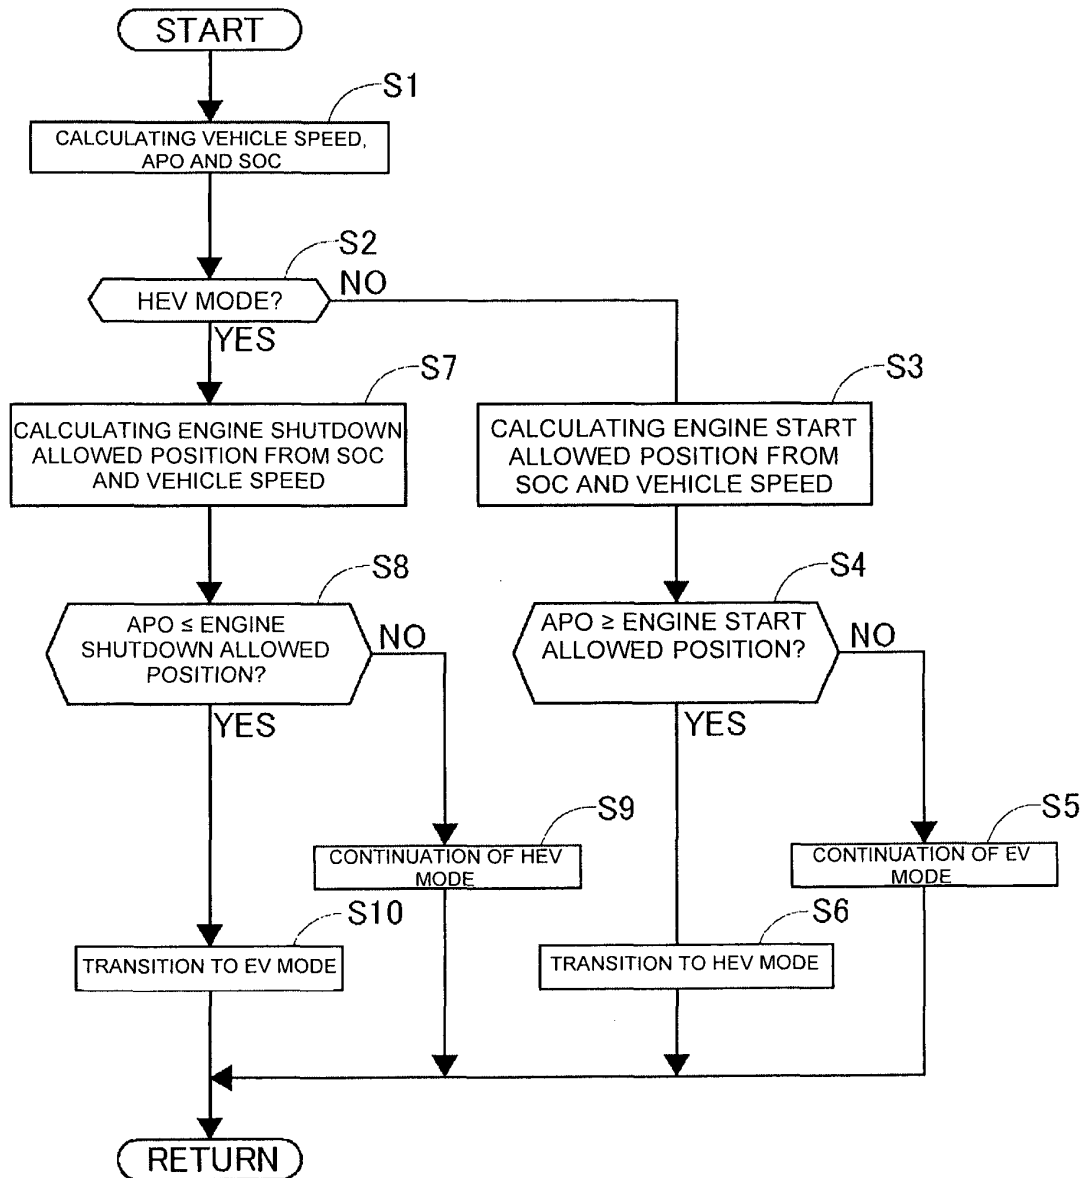 START
S1
CALCULATING VEHICLE SPEED,
APO AND SOC
S2
HEV MODE?
NO
YES
S7
CALCULATING ENGINE SHUTDOWN
ALLOWED POSITION FROM SOC
AND VEHICLE SPEED
S3
CALCULATING ENGINE START
ALLOWED POSITION FROM
SOC AND VEHICLE SPEED
S8
APO ≤ ENGINE
SHUTDOWN ALLOWED
POSITION?
NO
YES
S4
APO ≥ ENGINE START
ALLOWED POSITION?
NO
YES
S9
CONTINUATION OF HEV
MODE
S5
CONTINUATION OF EV
MODE
S10
TRANSITION TO EV MODE
S6
TRANSITION TO HEV MODE
RETURN